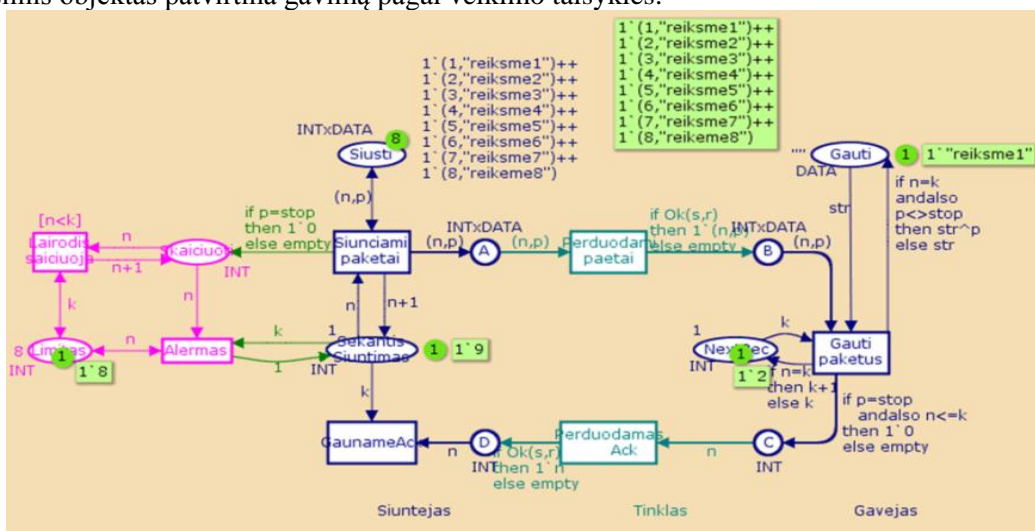 objektas patvirtina gavimą pagal veikimo taisykles.
1`(1,"reiksme1")++
1`(2,"reiksme2")++
1`(3,"reiksme3")++
1`(4,"reiksme4")++
1`(5,"reiksme5")++
1`(6,"reiksme6")++
1`(7,"reiksme7")++
1`(8,"reikeme8")
1`(1,"reiksme1")++
1`(2,"reiksme2")++
1`(3,"reiksme3")++
1`(4,"reiksme4")++
1`(5,"reiksme5")++
1`(6,"reiksme6")++
1`(7,"reiksme7")++
1`(8,"reikeme8")
INTxDATA
8
Siusti
""
Gauti
DATA
1
1`"reiksme1"
(n,p)
str
if n=k
andalso
p<>stop
then str^p
else str
[n<k]
Lairodis
saiciuoja
n
n+1
Skaiciuoti
INT
if p=stop
then 1`0
else empty
Siunciami
paketai
(n,p)
INTxDATA
A
(n,p)
if Ok(s,r)
then 1`(n,p)
else empty
Perduodami
paetai
INTxDATA
B
(n,p)
k
n
n
n+1
8
Limitas
INT
1
1`8
n
Alermas
k
1
1
Sekantis
Siuntimas
INT
1
1`9
1
NextRec
INT
1
1`2
k
if n=k
then k+1
else k
Gauti
paketus
k
if p=stop
andalso n<=k
then 1`0
else empty
GaunameAck
n
D
INT
if Ok(s,r)
then 1`n
else empty
Perduodamas
Ack
n
C
INT
Siuntejas
Tinklas
Gavejas